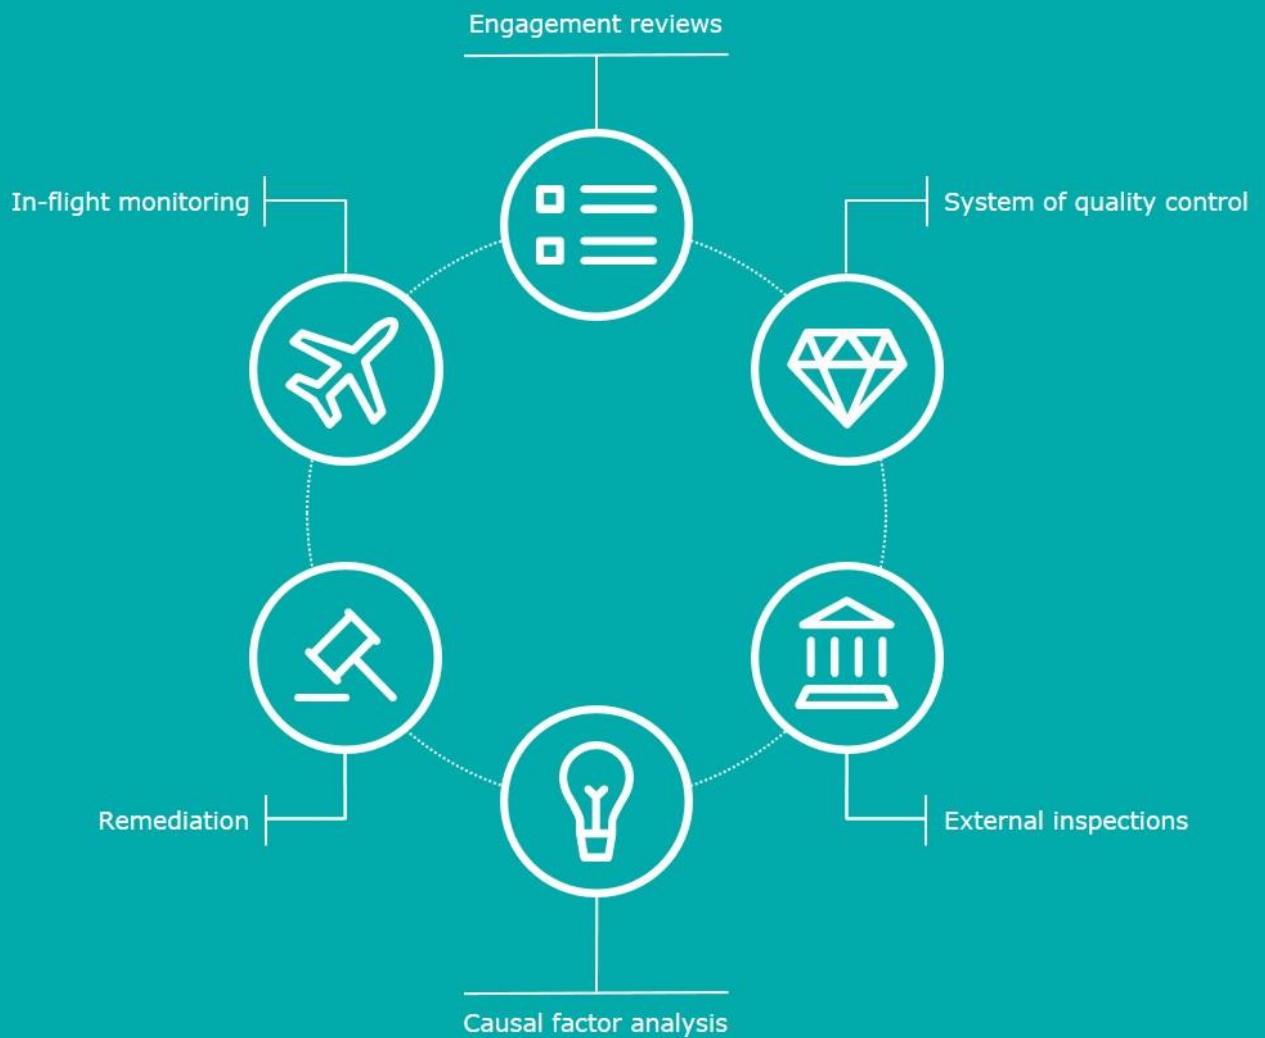 Engagement reviews
In-flight monitoring
System of quality control
Remediation
External inspections
Causal factor analysis